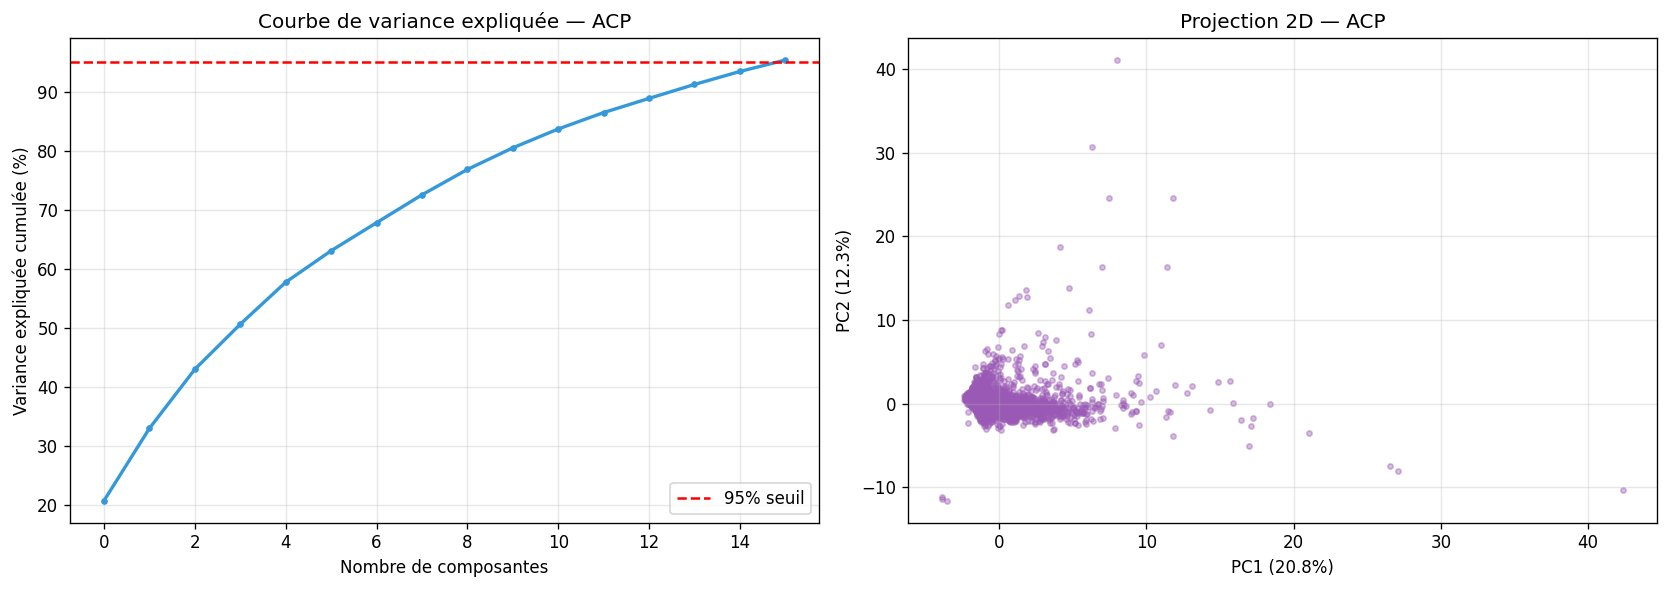 Courbe de variance expliquée — ACP
Variance expliquée cumulée (%)
90
80
70
60
50
40
30
20
0 2 4 6 8 10 12 14
Nombre de composantes
95% seuil
Projection 2D — ACP
PC2 (12.3%)
40
30
20
10
0
−10
0 10 20 30 40
PC1 (20.8%)